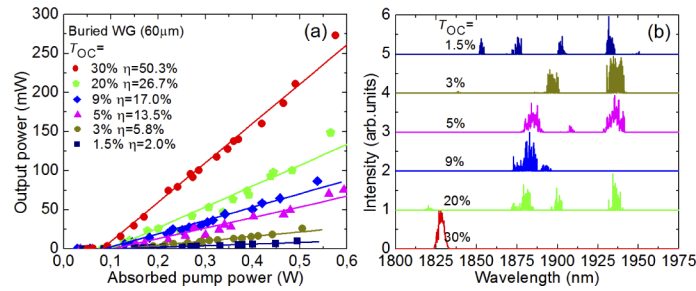 (a)
Buried WG (60μm)
T_OC=
30% η=50.3%
20% η=26.7%
9% η=17.0%
5% η=13.5%
3% η=5.8%
1.5% η=2.0%
Output power (mW)
300
250
200
150
100
50
0
0,0 0,1 0,2 0,3 0,4 0,5 0,6
Absorbed pump power (W)
(b)
T_OC=
1.5%
3%
5%
9%
20%
30%
Intensity (arb.units)
6
5
4
3
2
1
0
1800 1825 1850 1875 1900 1925 1950 1975
Wavelength (nm)